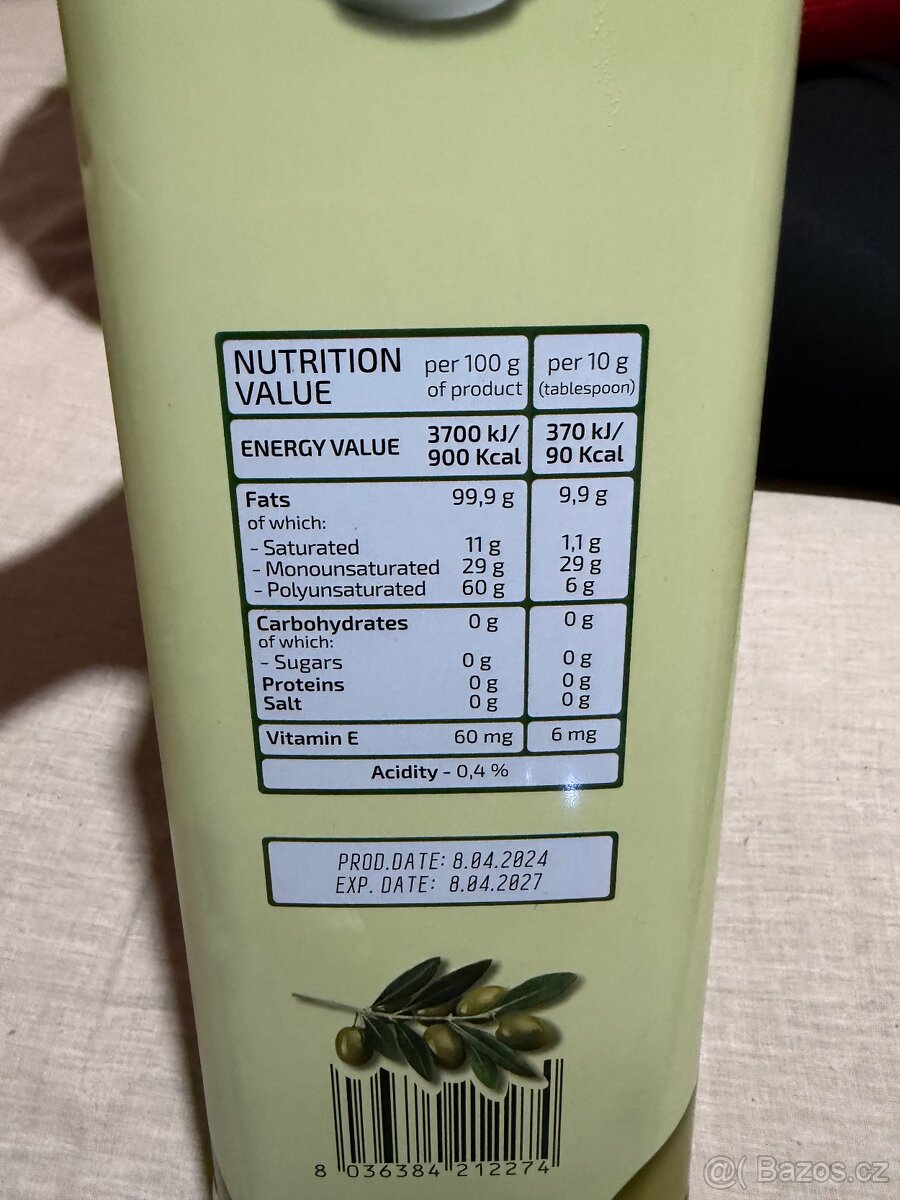 NUTRITION VALUE per 100 g of product per 10 g (tablespoon)
ENERGY VALUE 3700 kJ/ 900 Kcal 370 kJ/ 90 Kcal
Fats 99,9 g 9,9 g
of which:
- Saturated 11 g 1,1 g
- Monounsaturated 29 g 29 g
- Polyunsaturated 60 g 6 g
Carbohydrates 0 g 0 g
of which:
- Sugars 0 g 0 g
Proteins 0 g 0 g
Salt 0 g 0 g
Vitamin E 60 mg 6 mg
Acidity - 0,4 %
PROD.DATE: 8.04.2024
EXP. DATE: 8.04.2027
8 036384 212274
@( Bazos.cz